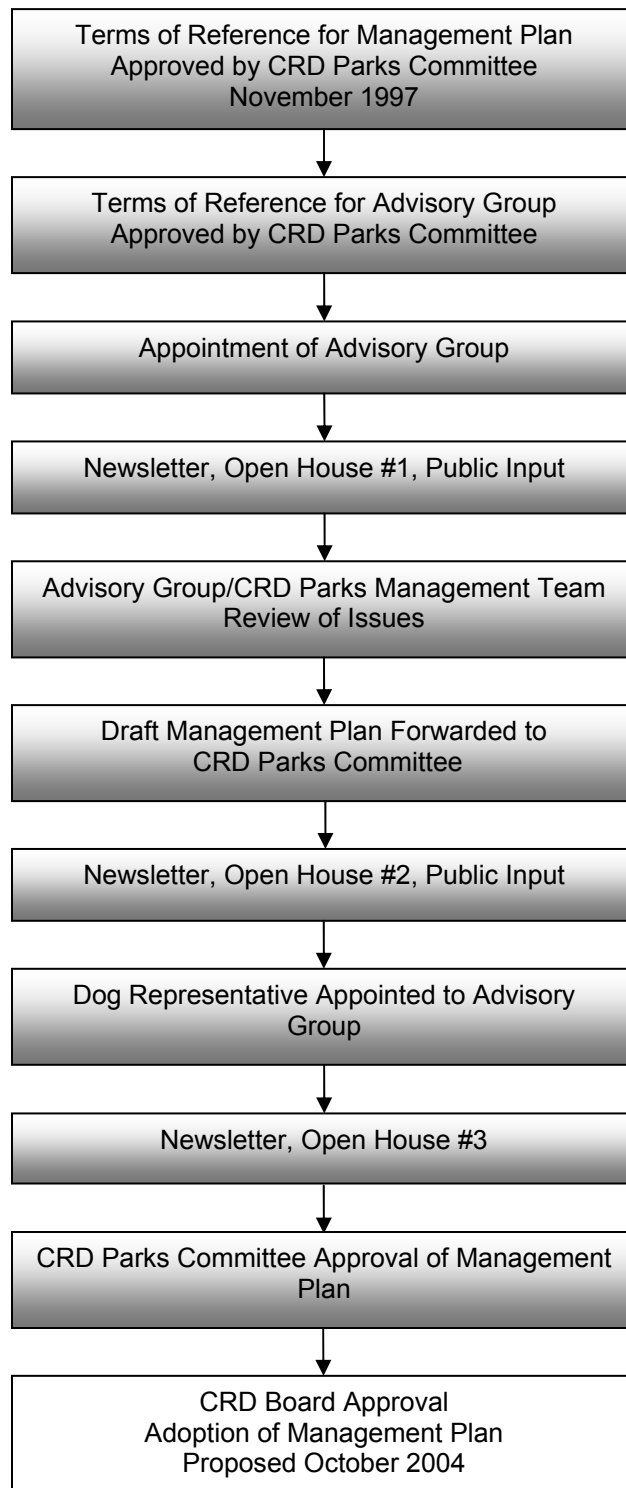 Terms of Reference for Management Plan
Approved by CRD Parks Committee
November 1997
Terms of Reference for Advisory Group
Approved by CRD Parks Committee
Appointment of Advisory Group
Newsletter, Open House #1, Public Input
Advisory Group/CRD Parks Management Team
Review of Issues
Draft Management Plan Forwarded to
CRD Parks Committee
Newsletter, Open House #2, Public Input
Dog Representative Appointed to Advisory
Group
Newsletter, Open House #3
CRD Parks Committee Approval of Management
Plan
CRD Board Approval
Adoption of Management Plan
Proposed October 2004